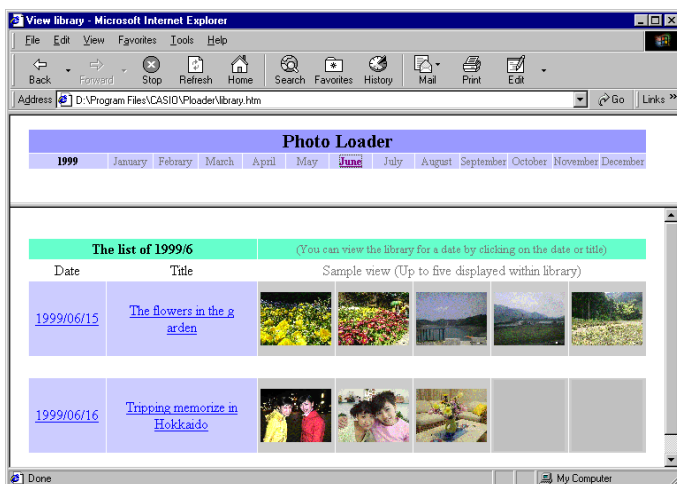 View library - Microsoft Internet Explorer
File Edit View Favorites Tools Help
Back Forward Stop Refresh Home Search Favorites History Mail Print Edit
Address D:\Program Files\CASIO\Ploader\library.htm Go Links »
Photo Loader
1999 January Febrary March April May June July August September October November December
The list of 1999/6 (You can view the library for a date by clicking on the date or title)
Date Title Sample view (Up to five displayed within library)
1999/06/15 The flowers in the g
arden
1999/06/16 Tripping memorize in
Hokkaido
Done My Computer